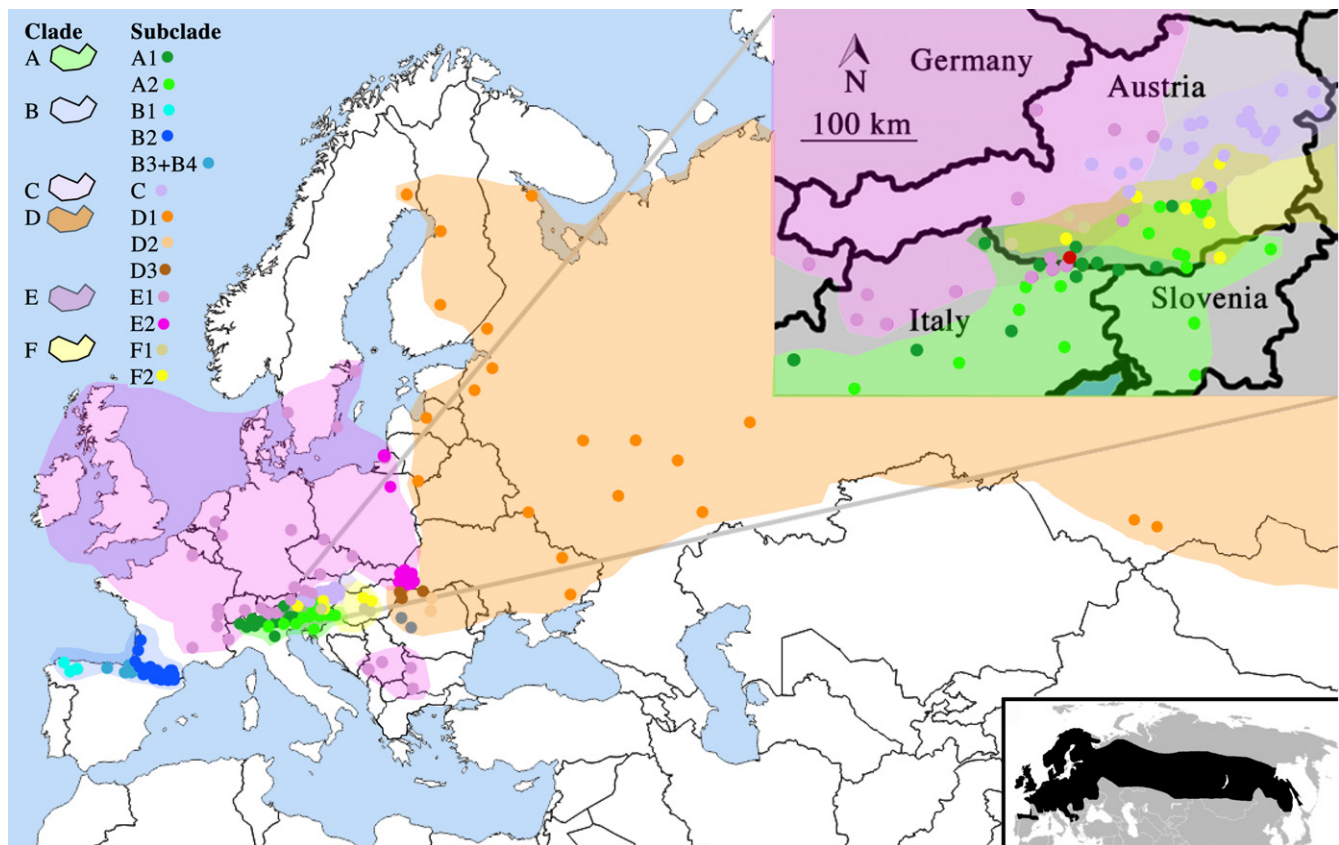 Clade Subclade
A A1
A2
B B1
B2
B3+B4
C C
D D1
D2
D3
E E1
E2
F F1
F2
Germany
N
Austria
100 km
Slovenia
Italy